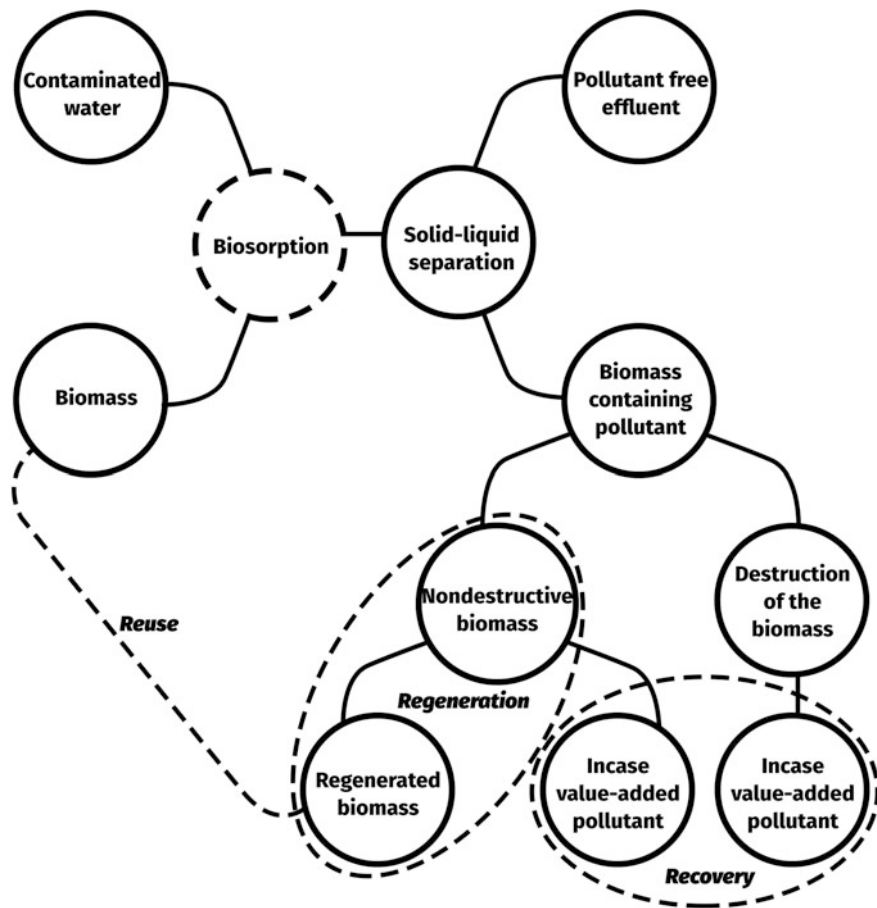 Contaminated
water
Pollutant free
effluent
Biosorption
Solid-liquid
separation
Biomass
Biomass
containing
pollutant
Nondestructive
biomass
Destruction
of the
biomass
Reuse
Regeneration
Regenerated
biomass
Incase
value-added
pollutant
Incase
value-added
pollutant
Recovery